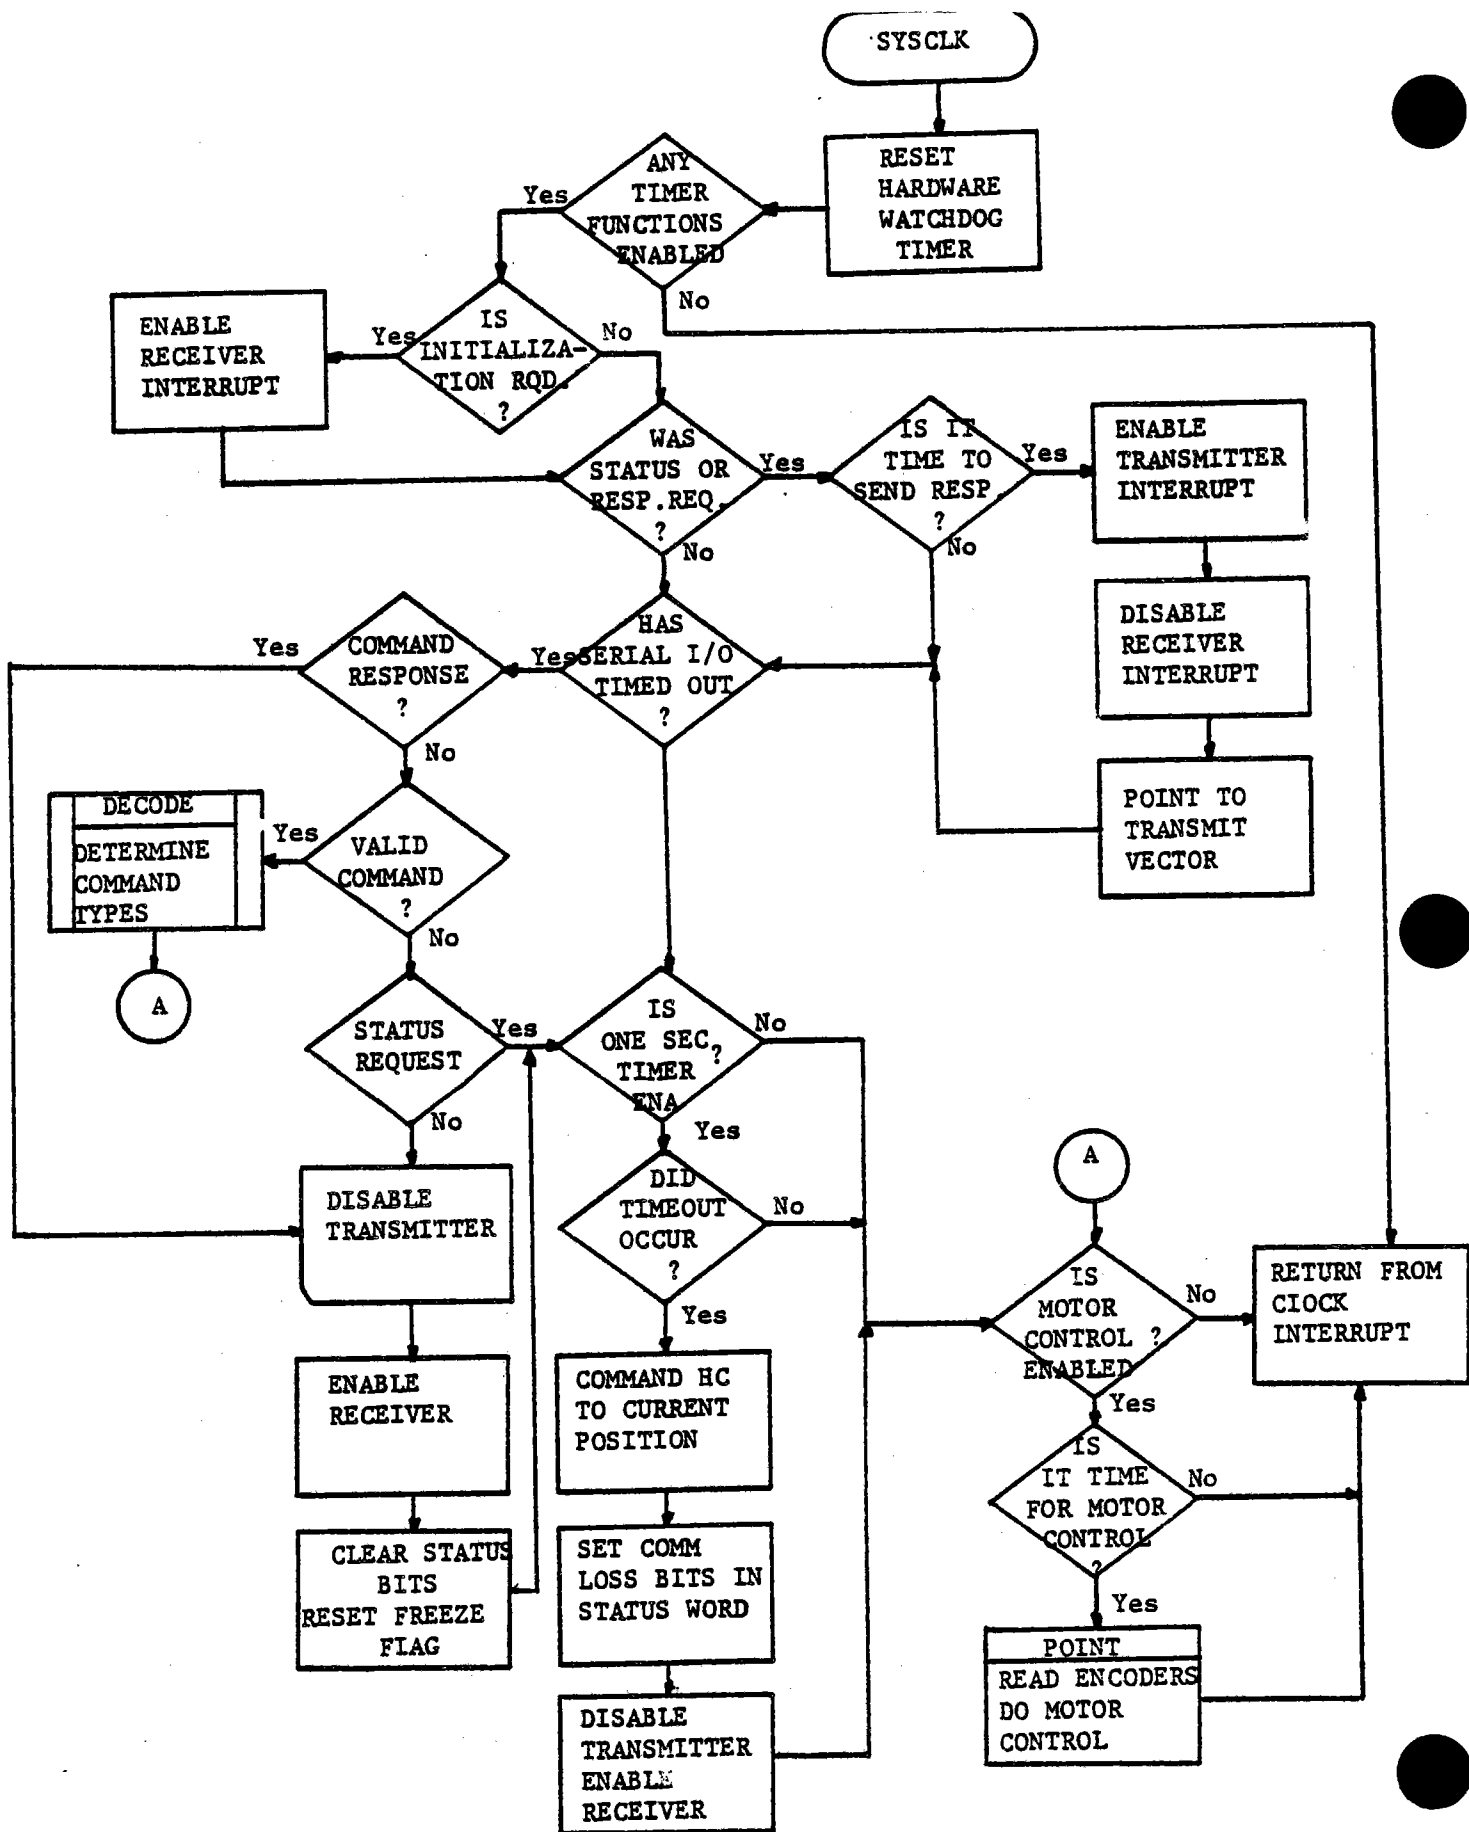 SYSCLK
RESET
HARDWARE
WATCHDOG
TIMER
ANY
TIMER
FUNCTIONS
ENABLED
Yes
No
IS
INITIALIZA-
TION RQD.
?
Yes
No
ENABLE
RECEIVER
INTERRUPT
WAS
STATUS OR
RESP.REQ.
?
Yes
No
IS IT
TIME TO
SEND RESP.
?
Yes
No
ENABLE
TRANSMITTER
INTERRUPT
DISABLE
RECEIVER
INTERRUPT
POINT TO
TRANSMIT
VECTOR
HAS
SERIAL I/O
TIMED OUT
?
Yes
COMMAND
RESPONSE
?
Yes
No
VALID
COMMAND
?
Yes
No
DECODE
DETERMINE
COMMAND
TYPES
A
STATUS
REQUEST
Yes
No
DISABLE
TRANSMITTER
ENABLE
RECEIVER
CLEAR STATUS
BITS
RESET FREEZE
FIAG
IS
ONE SEC.
?
TIMER
ENA
No
Yes
DID
TIMEOUT
OCCUR
?
No
Yes
COMMAND HC
TO CURRENT
POSITION
SET COMM
LOSS BITS IN
STATUS WORD
DISABLE
TRANSMITTER
ENABLE
RECEIVER
A
IS
MOTOR
CONTROL ?
ENABLED
No
Yes
RETURN FROM
CIOCK
INTERRUPT
IS
IT TIME
FOR MOTOR
CONTROL
?
No
Yes
POINT
READ ENCODERS
DO MOTOR
CONTROL